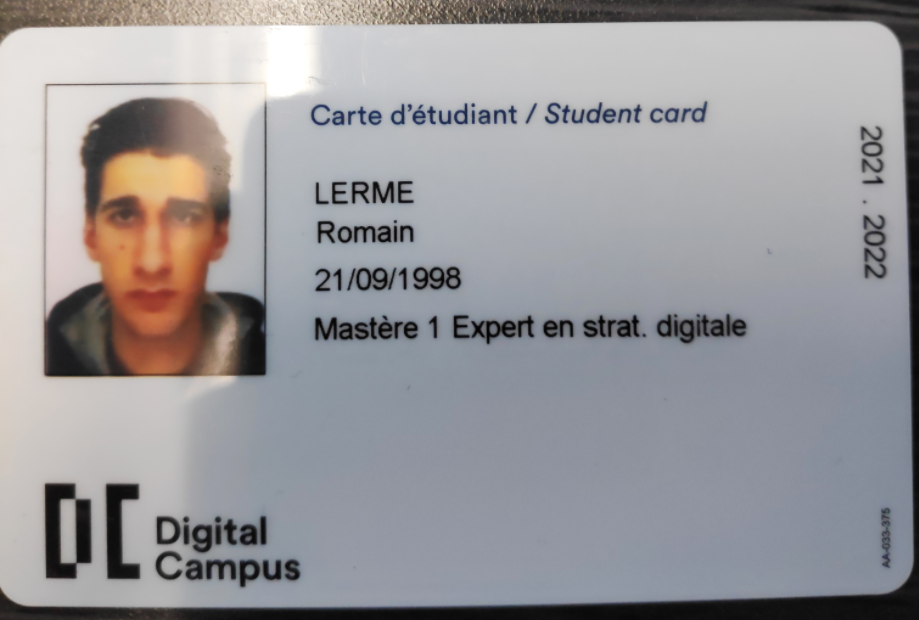 Carte d'étudiant / Student card
LERME
Romain
21/09/1998
Mastère 1 Expert en strat. digitale
2021 . 2022
Digital
Campus
AA-033-375